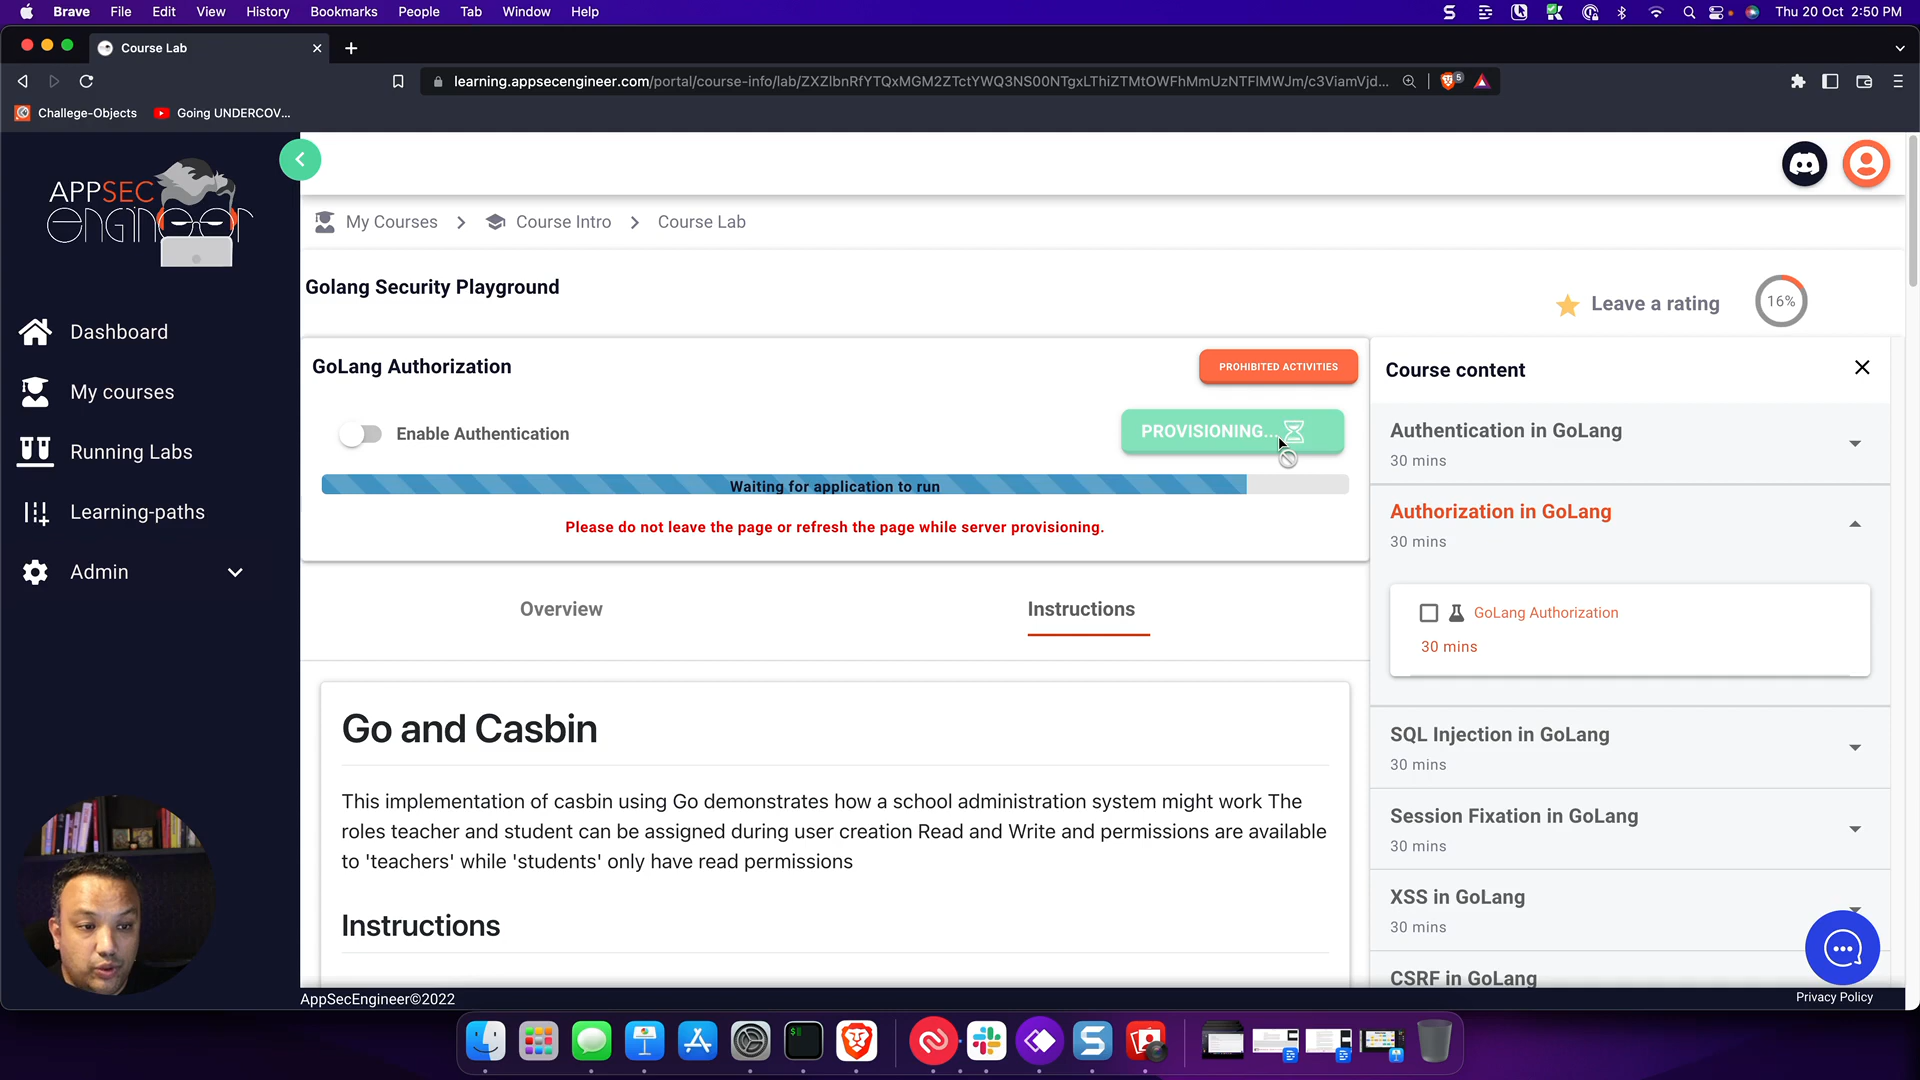 Brave File Edit View History Bookmarks People Tab Window Help Thu 20 Oct 2:50 PM
Course Lab
learning.appsecengineer.com/portal/course-info/lab/ZXZlbnRfYTQxMGM2ZTctYWQ3NS00NTgxLThiZTMtOWFhMmUzNTFlMWJm/c3ViamVjd... 5
Challege-Objects Going UNDERCOV...
APPSEC
engineer
My Courses Course Intro Course Lab
Golang Security Playground
Leave a rating 16%
Dashboard
My courses
Running Labs
Learning-paths
Admin
GoLang Authorization PROHIBITED ACTIVITIES
Enable Authentication PROVISIONING...
Waiting for application to run
Please do not leave the page or refresh the page while server provisioning.
Overview Instructions
Go and Casbin
This implementation of casbin using Go demonstrates how a school administration system might work The
roles teacher and student can be assigned during user creation Read and Write and permissions are available
to 'teachers' while 'students' only have read permissions
Instructions
Course content
Authentication in GoLang
30 mins
Authorization in GoLang
30 mins
GoLang Authorization
30 mins
SQL Injection in GoLang
30 mins
Session Fixation in GoLang
30 mins
XSS in GoLang
30 mins
CSRF in GoLang
AppSecEngineer©2022
Privacy Policy